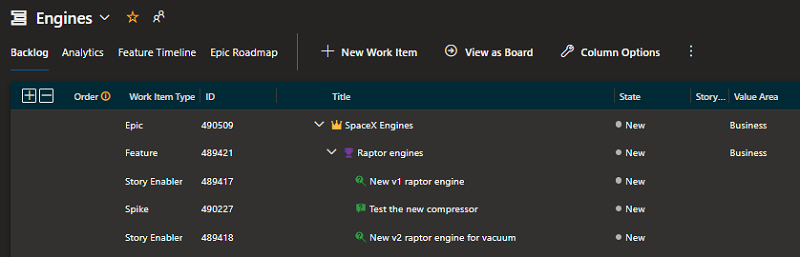 Engines
Backlog Analytics Feature Timeline Epic Roadmap New Work Item View as Board Column Options
Order Work Item Type ID Title State Story... Value Area
Epic 490509 SpaceX Engines New Business
Feature 489421 Raptor engines New Business
Story Enabler 489417 New v1 raptor engine New
Spike 490227 Test the new compressor New
Story Enabler 489418 New v2 raptor engine for vacuum New